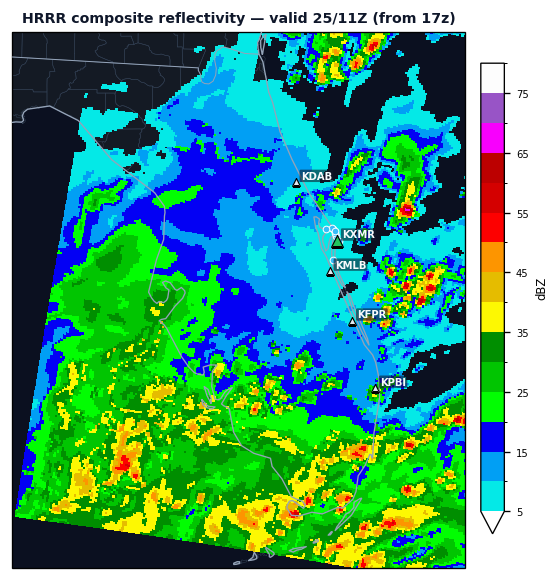 HRRR composite reflectivity — valid 25/11Z (from 17z)
KDAB
KXMR
KMLB
KFPR
KPBI
75
65
55
45
35
25
15
5
dBZ